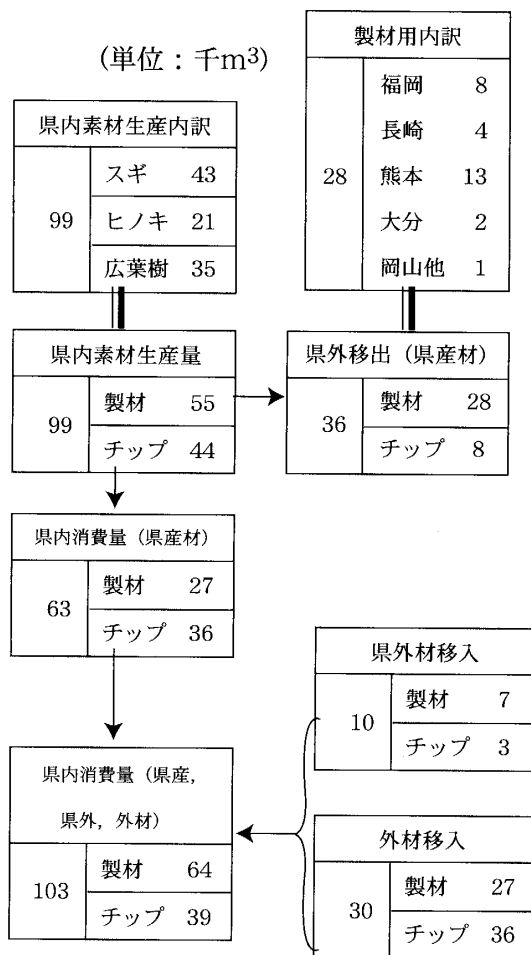 (単位：千m³)
製材用内訳
28
福岡 8
長崎 4
熊本 13
大分 2
岡山他 1
県内素材生産内訳
99
スギ 43
ヒノキ 21
広葉樹 35
県内素材生産量
99
製材 55
チップ 44
県外移出（県産材）
36
製材 28
チップ 8
県内消費量（県産材）
63
製材 27
チップ 36
県外材移入
10
製材 7
チップ 3
県内消費量（県産，
県外，外材）
103
製材 64
チップ 39
外材移入
30
製材 27
チップ 36